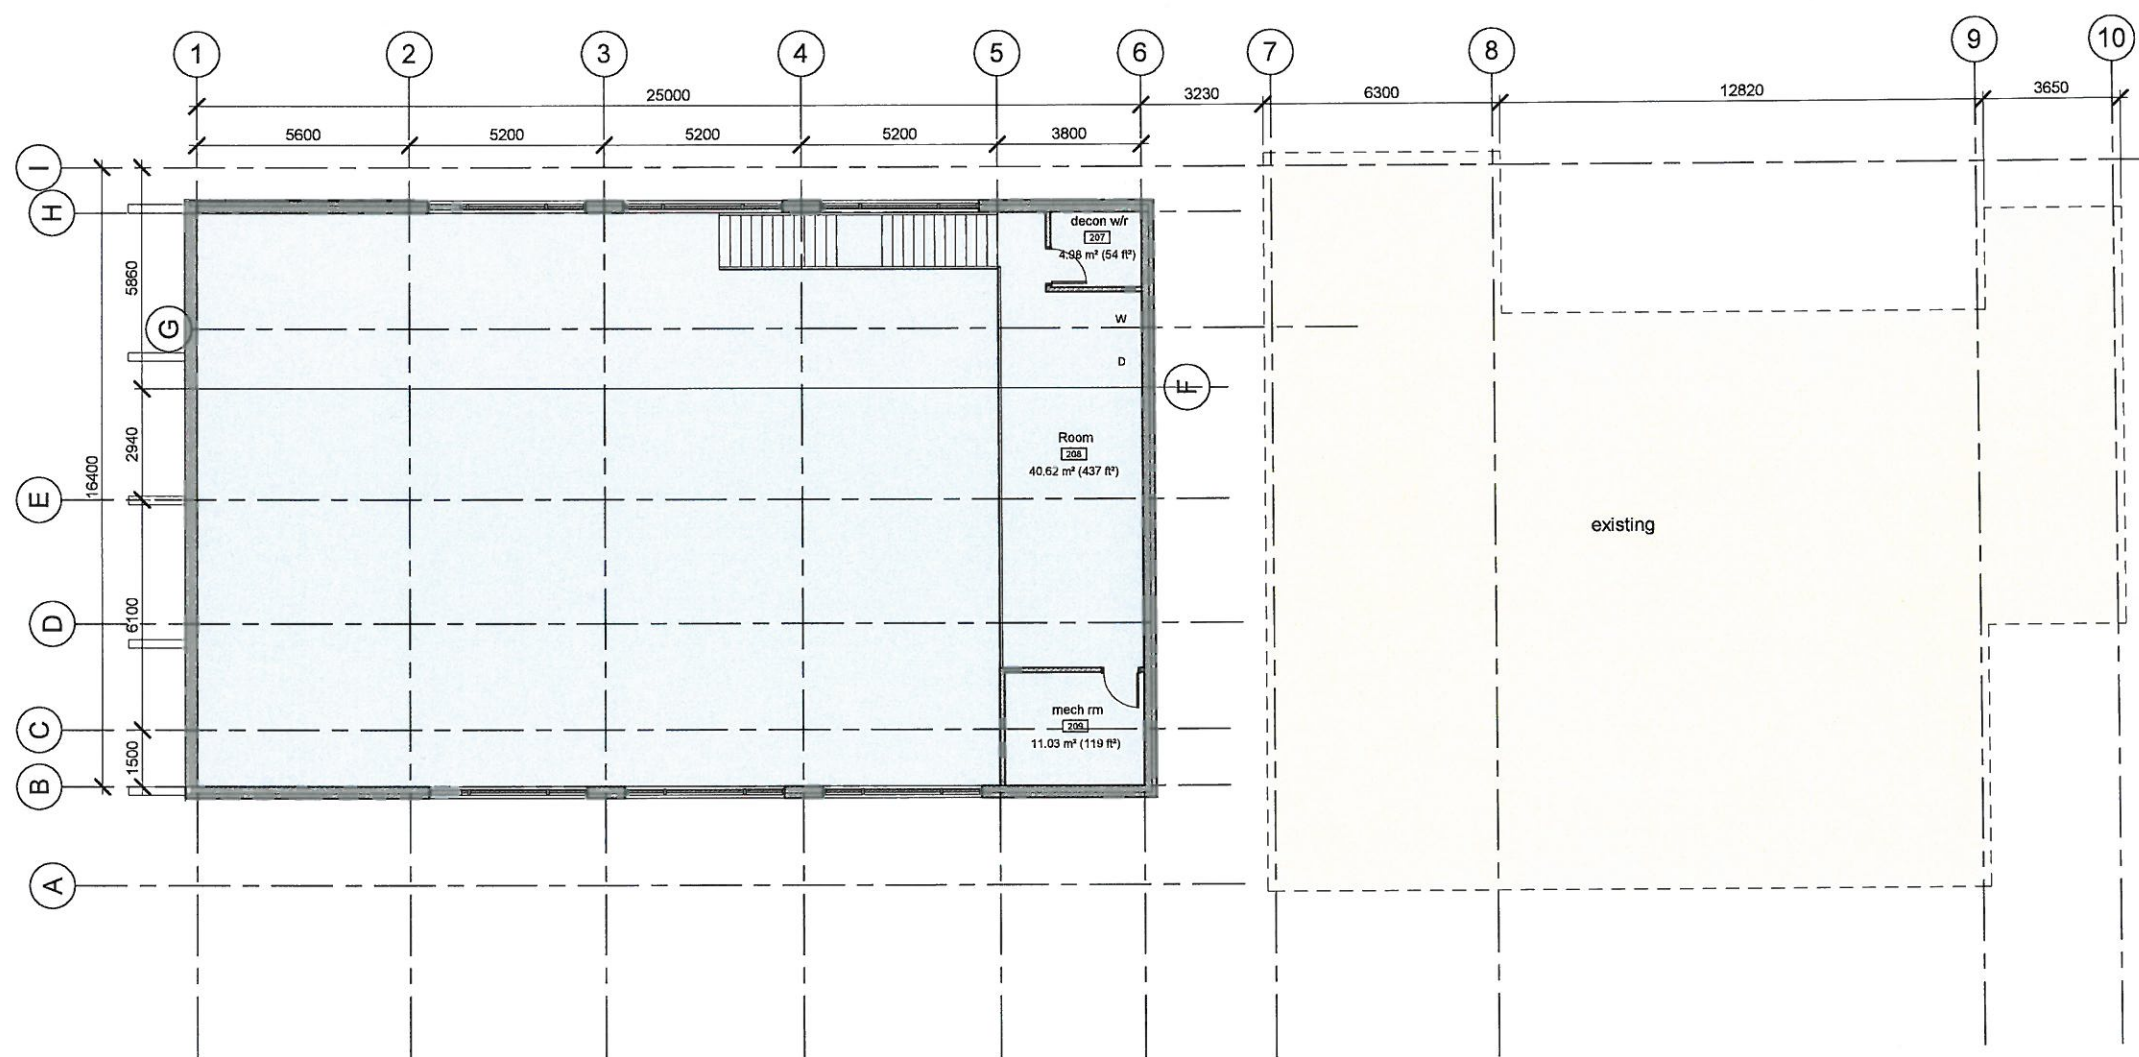 1 2 3 4 5 6 7 8 9 10
25000 3230 6300 12820 3650
5600 5200 5200 5200 3800
I
H
decon w/r
207
4.98 m² (54 ft²)
5860
G
W
D
F
2940
16400
Room
208
40.62 m² (437 ft²)
E
existing
6100
D
mech rm
209
11.03 m² (119 ft²)
C
1500
B
A